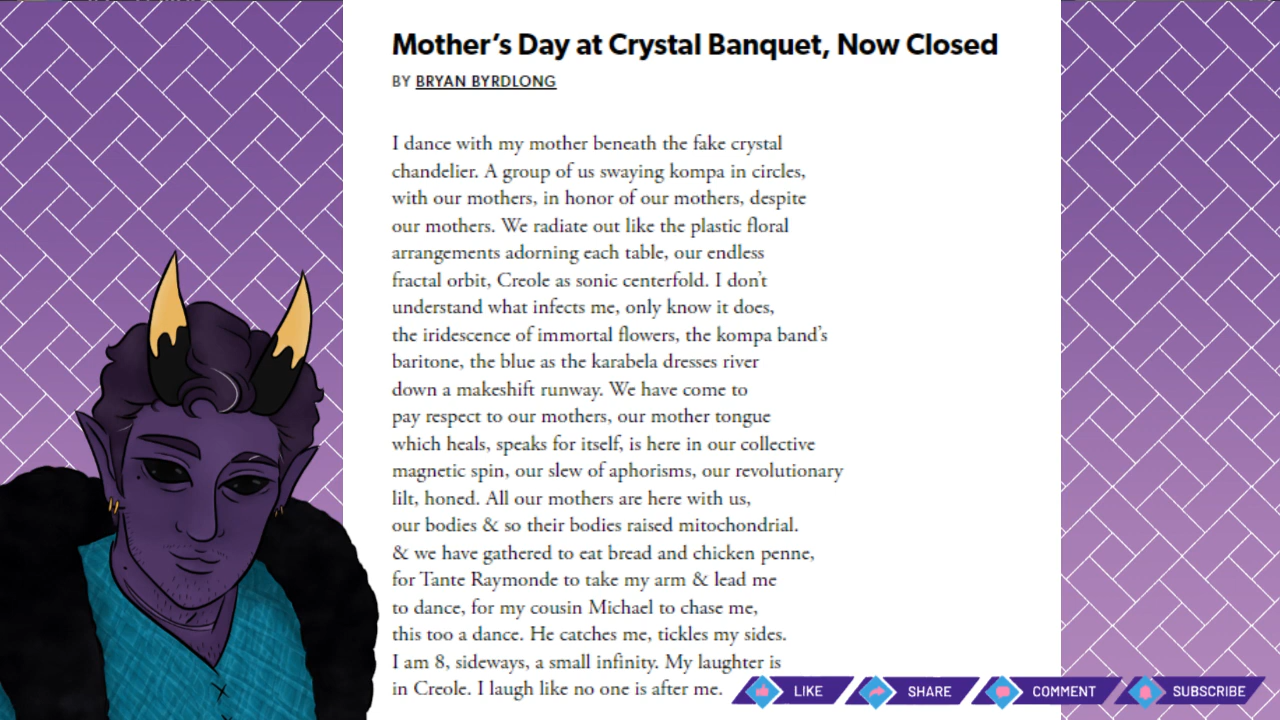 Mother's Day at Crystal Banquet, Now Closed
BY BRYAN BYRDLONG
I dance with my mother beneath the fake crystal
chandelier. A group of us swaying kompa in circles,
with our mothers, in honor of our mothers, despite
our mothers. We radiate out like the plastic floral
arrangements adorning each table, our endless
fractal orbit, Creole as sonic centerfold. I don't
understand what infects me, only know it does,
the iridescence of immortal flowers, the kompa band's
baritone, the blue as the karabela dresses river
down a makeshift runway. We have come to
pay respect to our mothers, our mother tongue
which heals, speaks for itself, is here in our collective
magnetic spin, our slew of aphorisms, our revolutionary
lilt, honed. All our mothers are here with us,
our bodies & so their bodies raised mitochondrial.
& we have gathered to eat bread and chicken penne,
for Tante Raymonde to take my arm & lead me
to dance, for my cousin Michael to chase me,
this too a dance. He catches me, tickles my sides.
I am 8, sideways, a small infinity. My laughter is
in Creole. I laugh like no one is after me.
LIKE SHARE COMMENT SUBSCRIBE